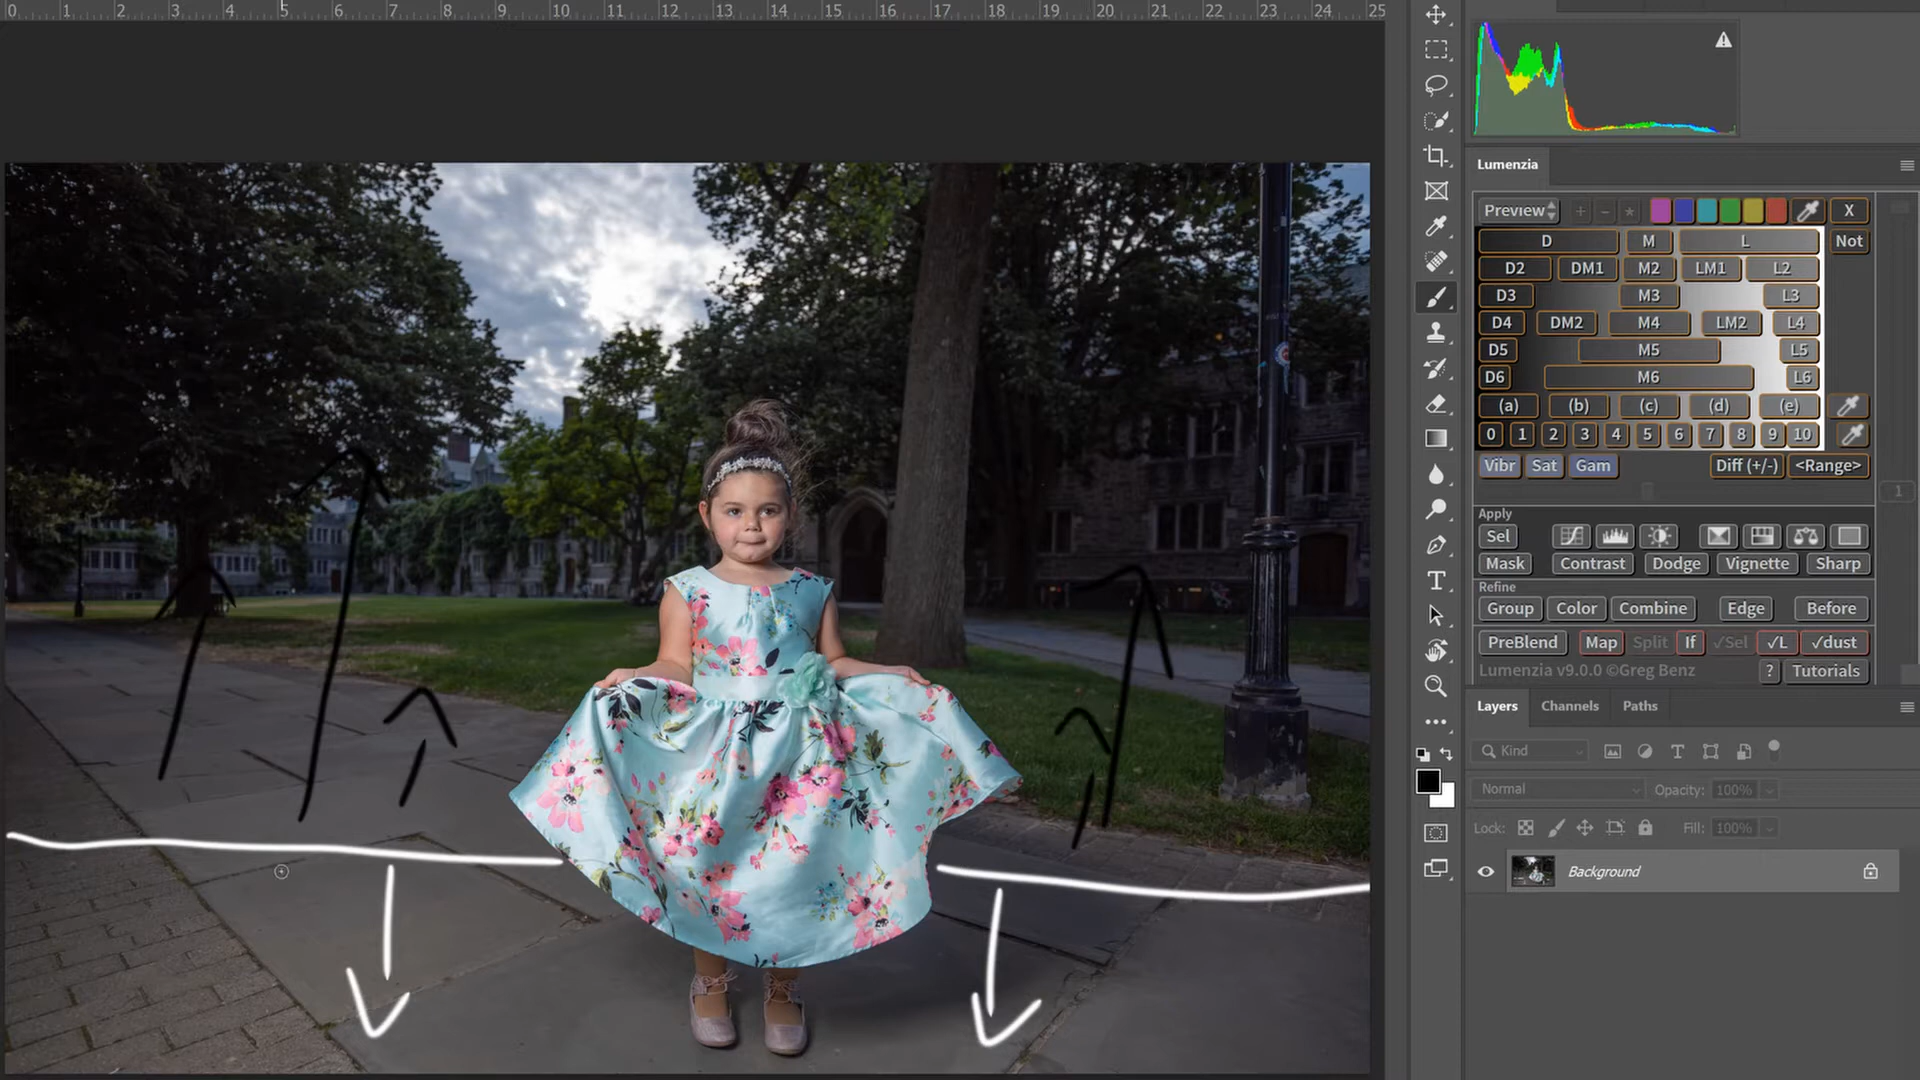 0 1 2 3 4 5 6 7 8 9 10 11 12 13 14 15 16 17 18 19 20 21 22 23 24 25
Lumenzia
Preview + - ★ X
D M L Not
D2 DM1 M2 LM1 L2
D3 M3 L3
D4 DM2 M4 LM2 L4
D5 M5 L5
D6 M6 L6
(a) (b) (c) (d) (e)
0 1 2 3 4 5 6 7 8 9 10
Vibr Sat Gam Diff (+/-) <Range>
1
Apply
Sel
Mask Contrast Dodge Vignette Sharp
Refine
Group Color Combine Edge Before
PreBlend Map Split If ✓Sel ✓L ✓dust
Lumenzia v9.0.0 ©Greg Benz ? Tutorials
Layers Channels Paths
Kind
Normal Opacity: 100%
Lock: Fill: 100%
Background